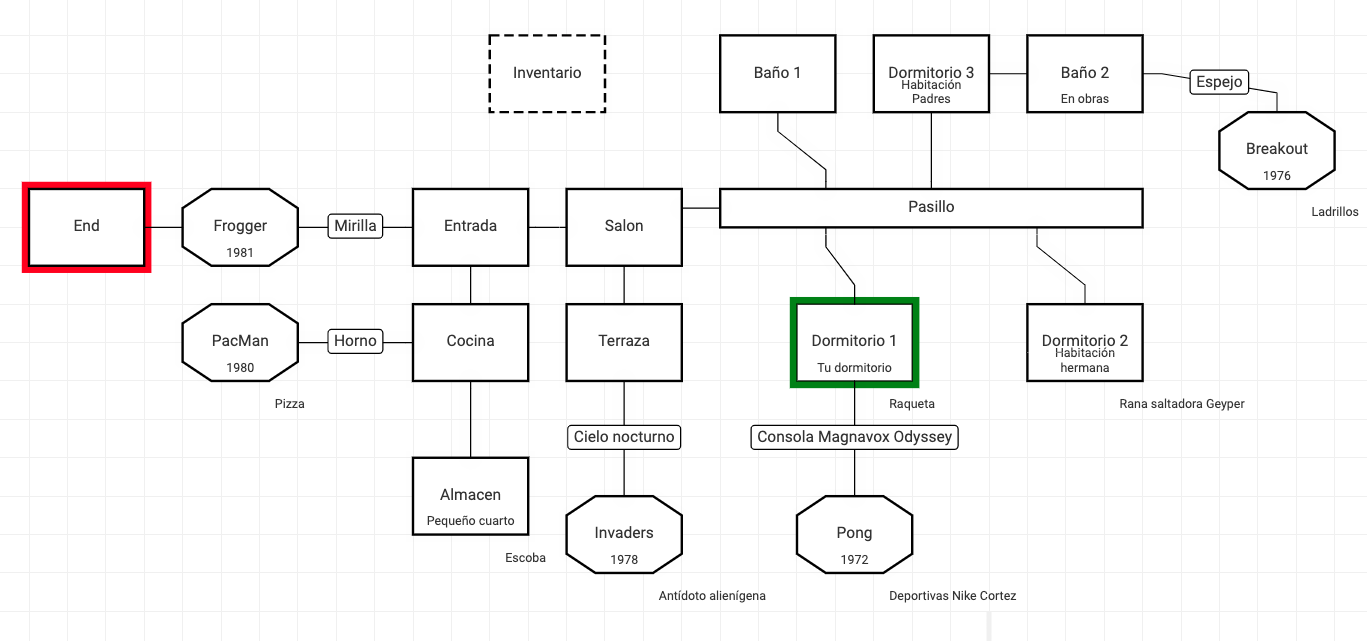 Inventario
Baño 1
Dormitorio 3
Habitación
Padres
Baño 2
En obras
Espejo
Breakout
1976
Ladrillos
End
Frogger
1981
Mirilla
Entrada
Salon
Pasillo
PacMan
1980
Pizza
Horno
Cocina
Terraza
Dormitorio 1
Tu dormitorio
Raqueta
Dormitorio 2
Habitación
hermana
Rana saltadora Geyper
Cielo nocturno
Consola Magnavox Odyssey
Almacen
Pequeño cuarto
Escoba
Invaders
1978
Antídoto alienígena
Pong
1972
Deportivas Nike Cortez